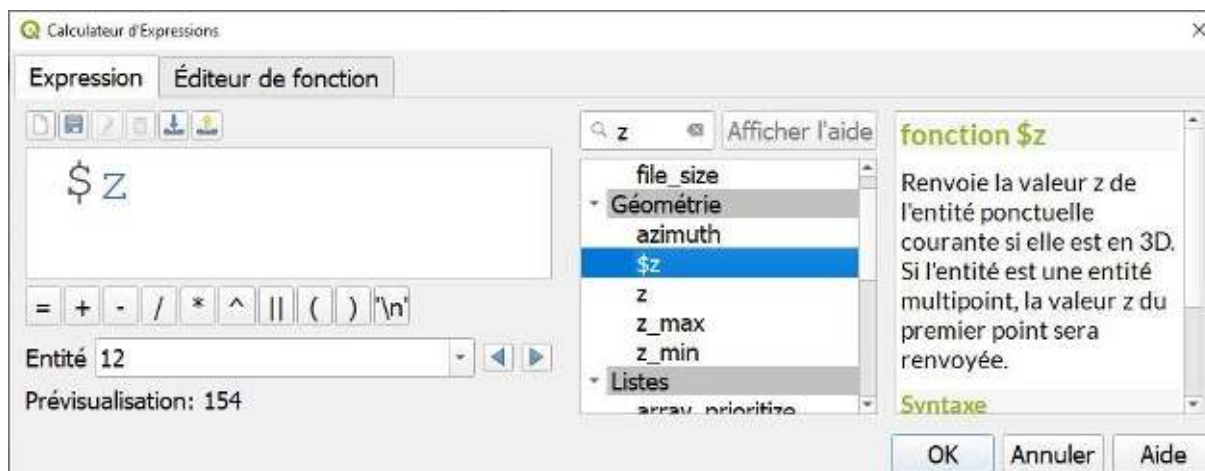 Calculateur d'Expressions
Expression
Éditeur de fonction
$z
= + - / * ^ || ( ) '\n'
Entité 12
Prévisualisation: 154
z
Afficher l'aide
file_size
Géométrie
azimuth
$z
z
z_max
z_min
Listes
array_prioritize
fonction $z
Renvoie la valeur z de
l'entité ponctuelle
courante si elle est en 3D.
Si l'entité est une entité
multipoint, la valeur z du
premier point sera
renvoyée.
Syntaxe
OK
Annuler
Aide